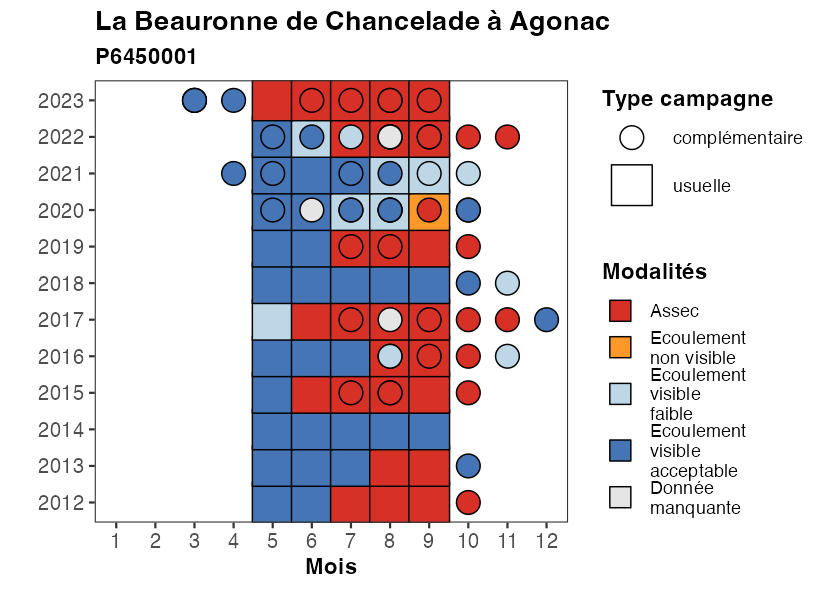 La Beauronne de Chancelade à Agonac
P6450001
2023
2022
2021
2020
2019
2018
2017
2016
2015
2014
2013
2012
1 2 3 4 5 6 7 8 9 10 11 12
Mois
Type campagne
complémentaire
usuelle
Modalités
Assec
Ecoulement
non visible
Ecoulement
visible
faible
Ecoulement
visible
acceptable
Donnée
manquante